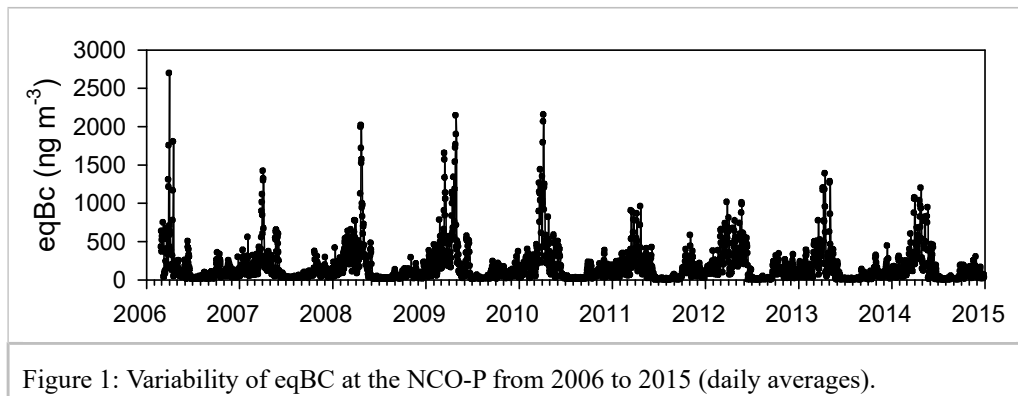 3000
2500
2000
1500
1000
500
0
eqBc (ng m⁻³)
2006 2007 2008 2009 2010 2011 2012 2013 2014 2015
Figure 1: Variability of eqBC at the NCO-P from 2006 to 2015 (daily averages).